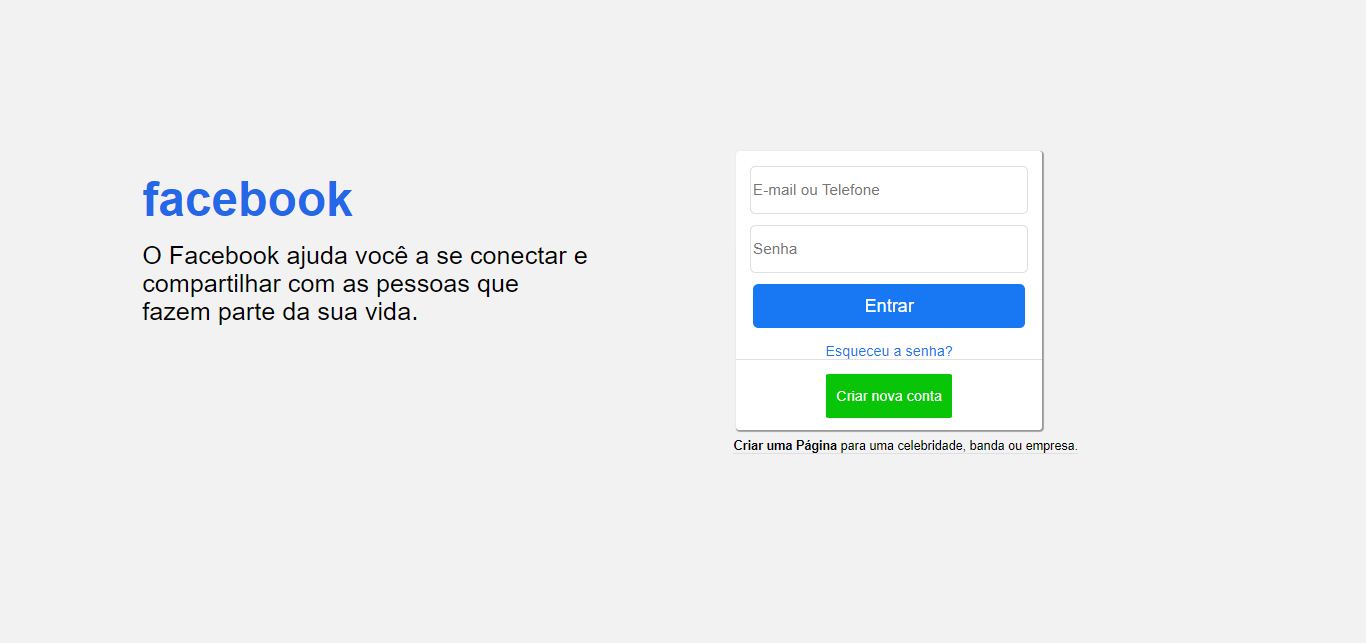 facebook
O Facebook ajuda você a se conectar e
compartilhar com as pessoas que
fazem parte da sua vida.
E-mail ou Telefone
Senha
Entrar
Esqueceu a senha?
Criar nova conta
Criar uma Página para uma celebridade, banda ou empresa.